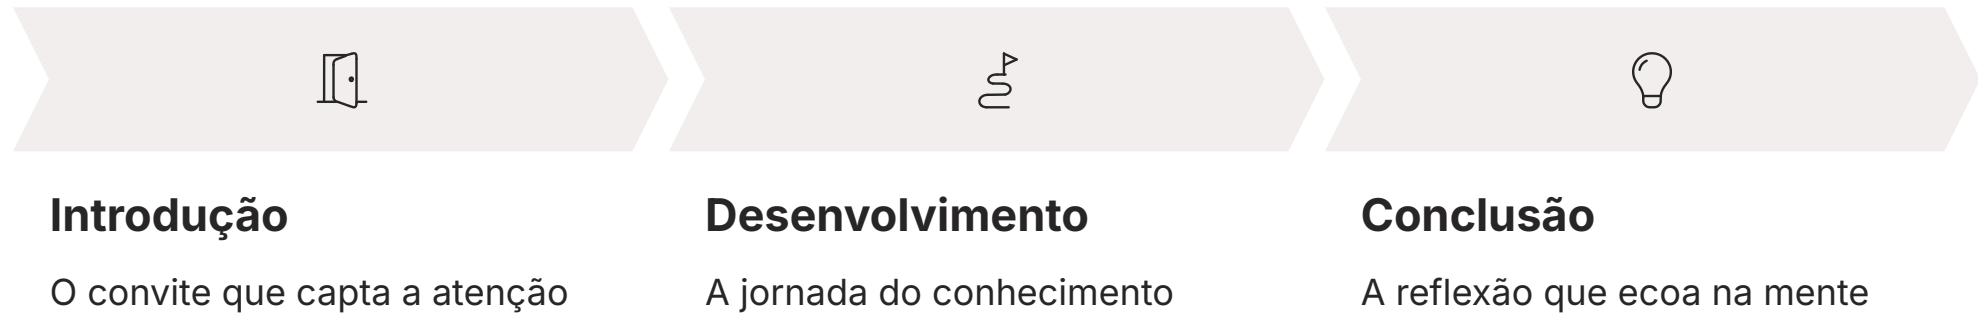 Introdução
O convite que capta a atenção
Desenvolvimento
A jornada do conhecimento
Conclusão
A reflexão que ecoa na mente